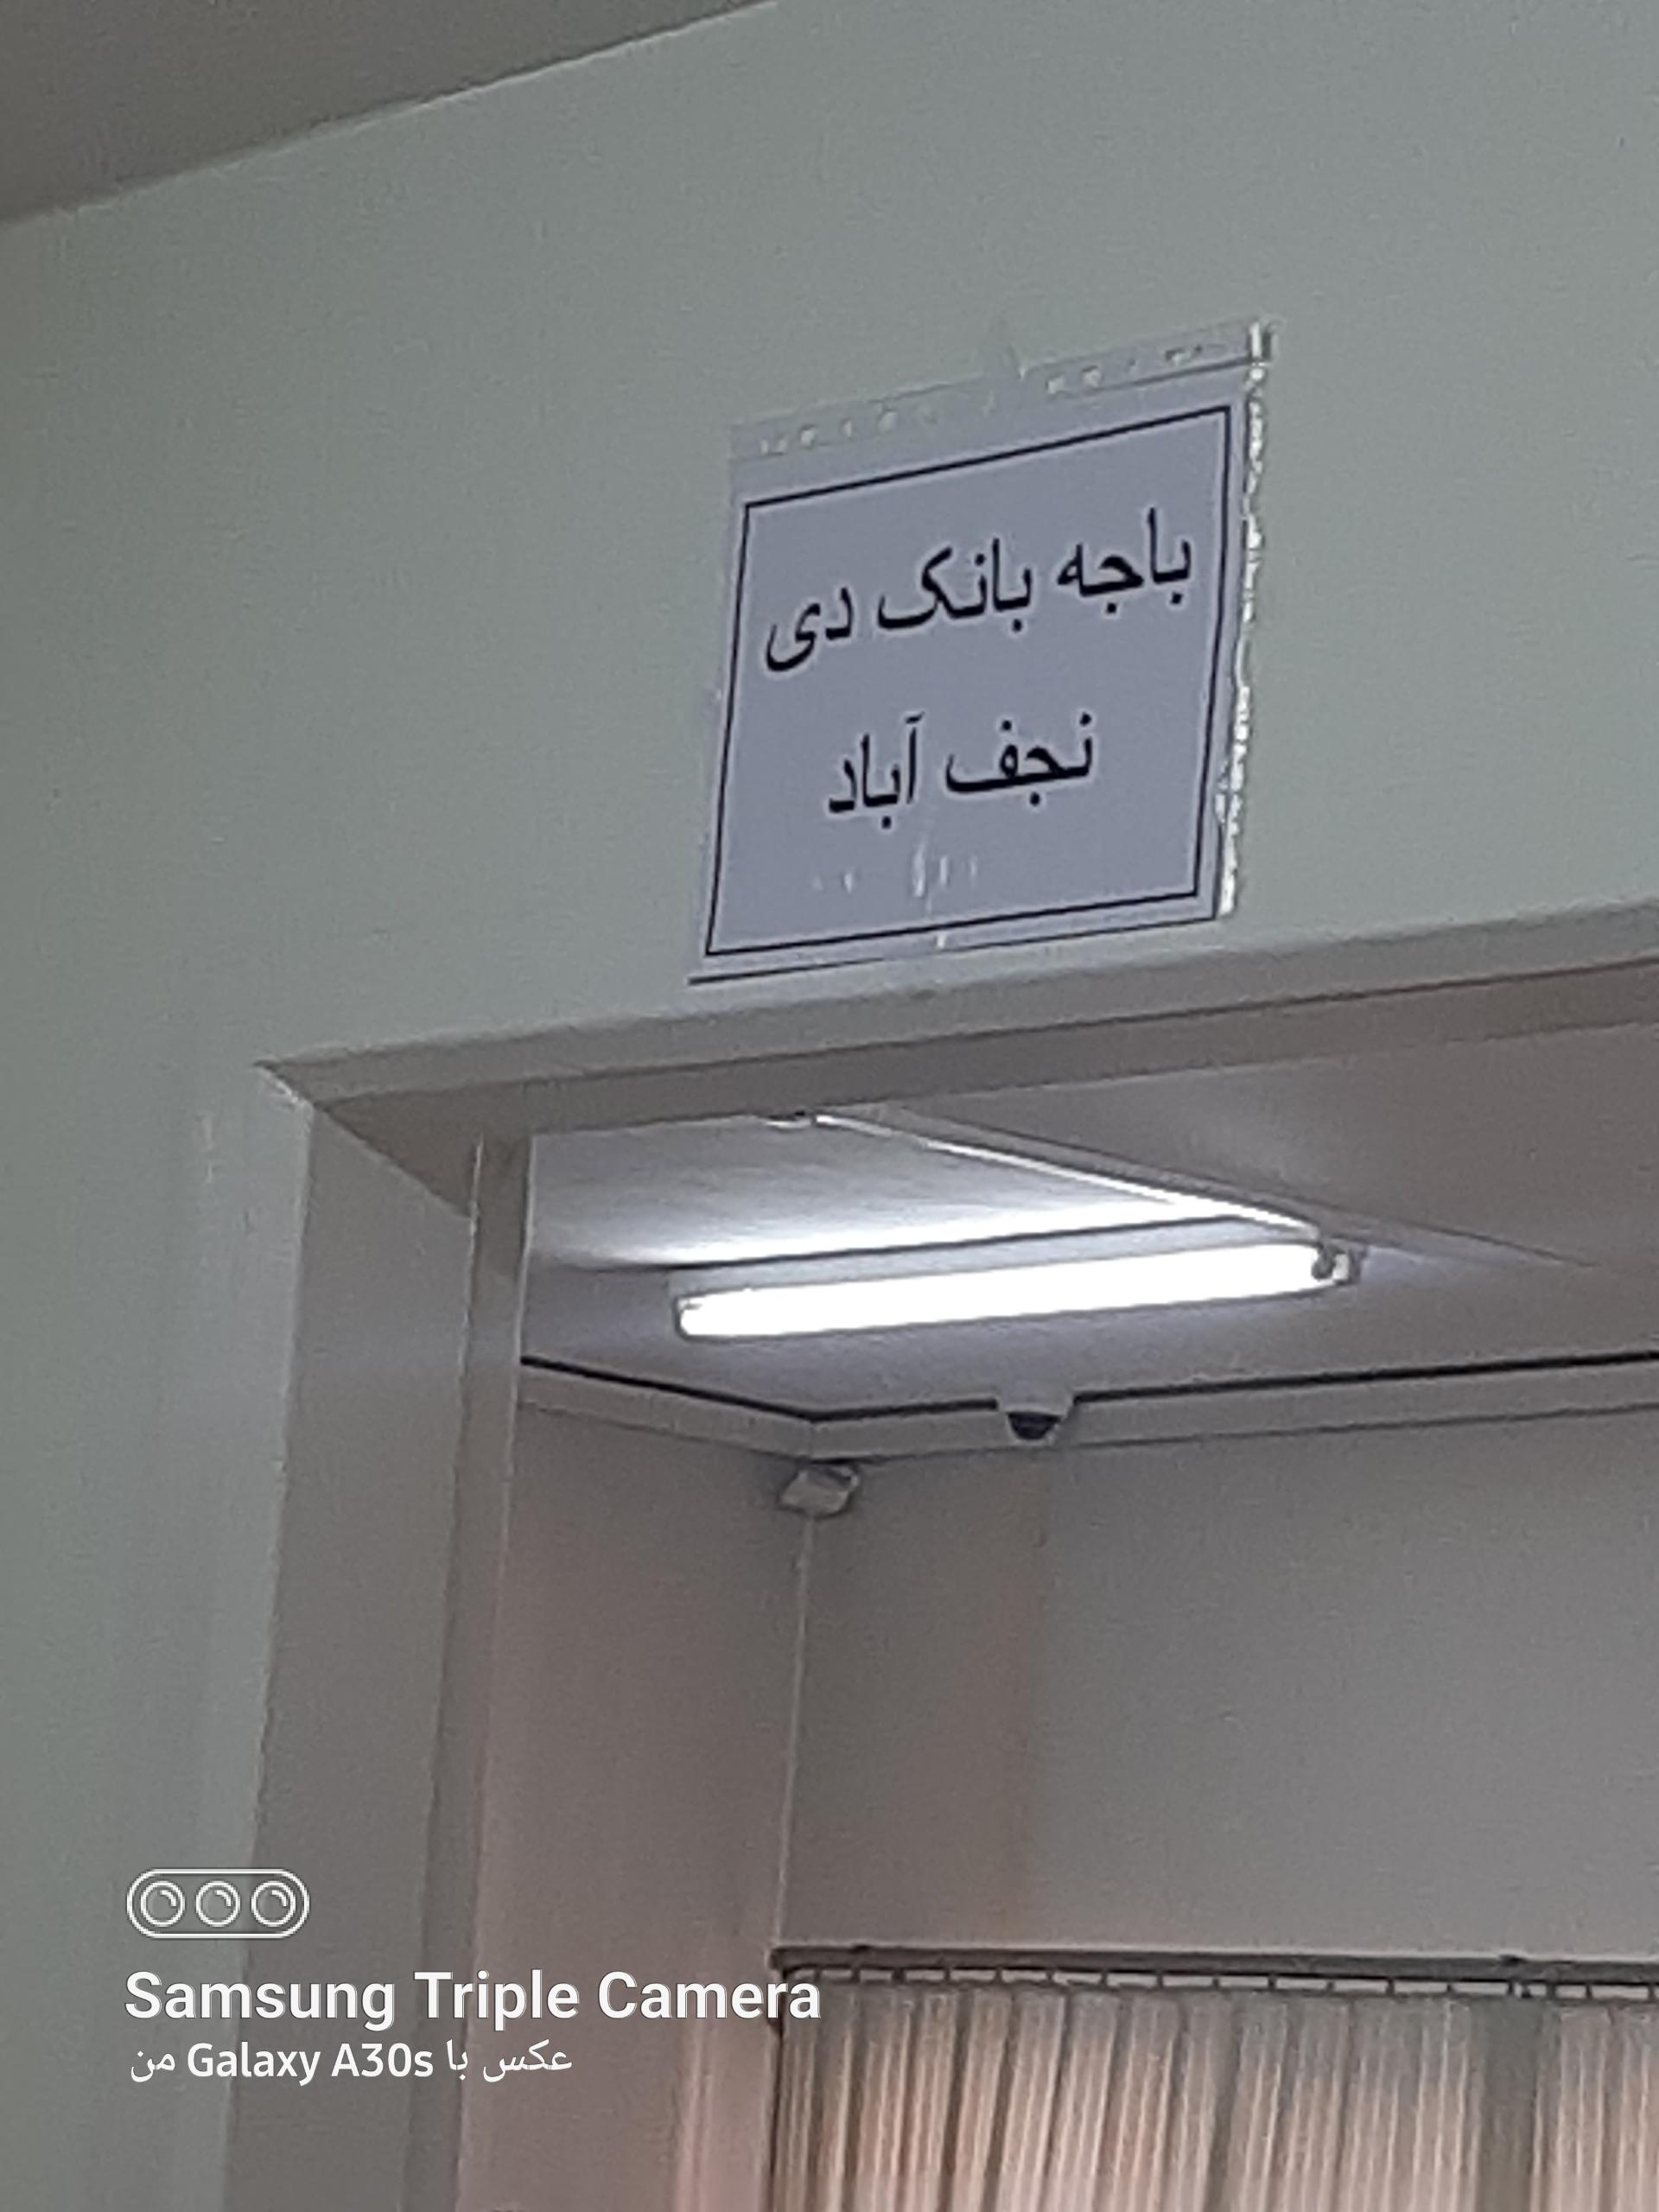 باجه بانک دی
نجف آباد
Samsung Triple Camera
عکس با Galaxy A30s من